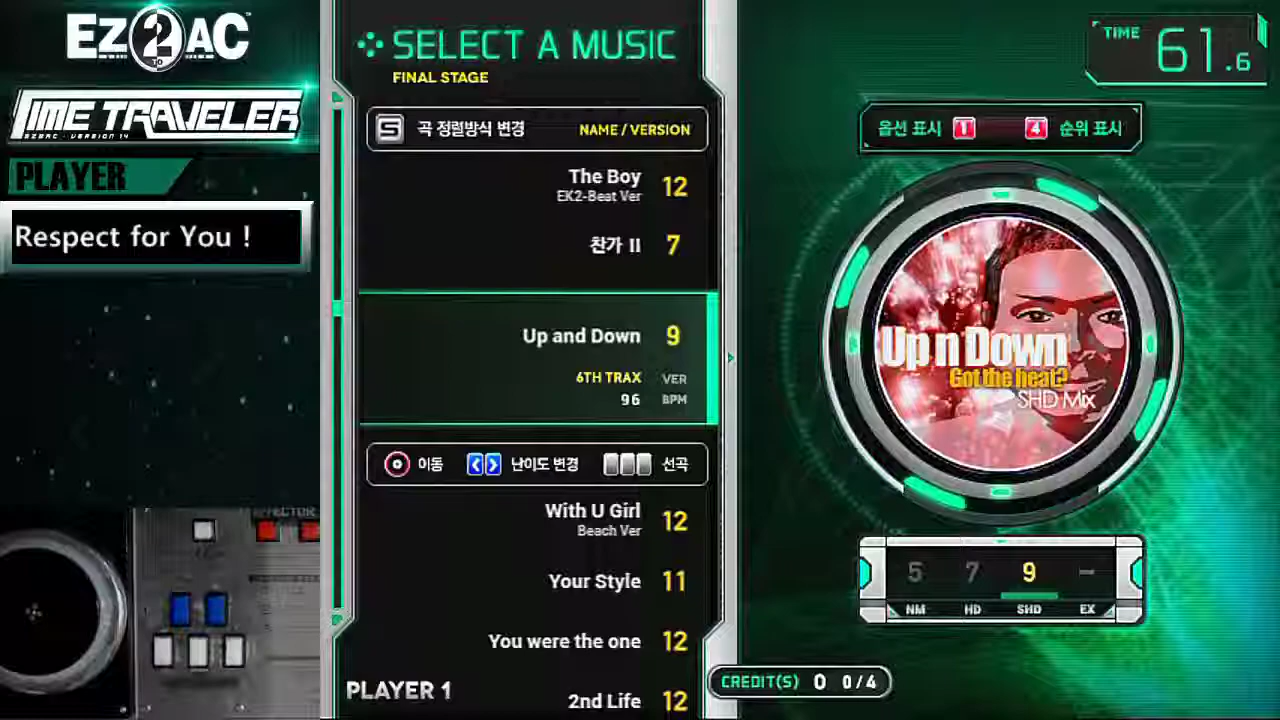 EZ2AC™
TO
TIME TRAVELER
EZ2AC - VERSION 14
PLAYER
Respect for You !
EFFECTOR
SELECT A MUSIC
FINAL STAGE
S 곡 정렬방식 변경 NAME / VERSION
The Boy 12
EK2-Beat Ver
찬가 II 7
Up and Down 9
6TH TRAX VER
96 BPM
이동 난이도 변경 선곡
With U Girl 12
Beach Ver
Your Style 11
You were the one 12
2nd Life 12
PLAYER 1
TIME 61.6
옵션 표시 1 4 순위 표시
Up n Down
Got the heat?
SHD Mix
5 7 9 -
NM HD SHD EX
CREDIT(S) 0 0/4